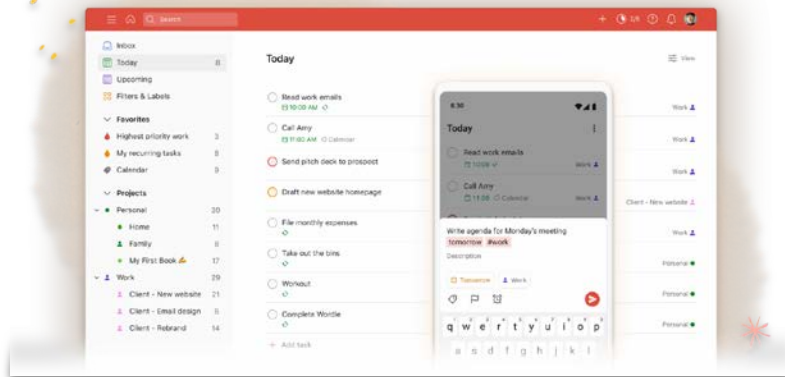 Search
1/5
Inbox
Today 8
Upcoming
Filters & Labels
Favorites
Highest priority work 3
My recurring tasks 8
Calendar 9
Projects
Personal 20
Home 11
Family 6
My First Book 17
Work 29
Client - New website 21
Client - Email design 6
Client - Rebrand 14
Today
View
Read work emails
10:00 AM
Work
Call Amy
11:00 AM Calendar
Work
Send pitch deck to prospect
Work
Draft new website homepage
Client - New website
File monthly expenses
Work
Take out the bins
Personal
Workout
Personal
Complete Wordle
Personal
+ Add task
6:30
Today
Read work emails
10:00
Work
Call Amy
11:00 Calendar
Work
Write agenda for Monday's meeting
tomorrow #work
Description
Tomorrow Work
q w e r t y u i o p
a s d f g h j k l